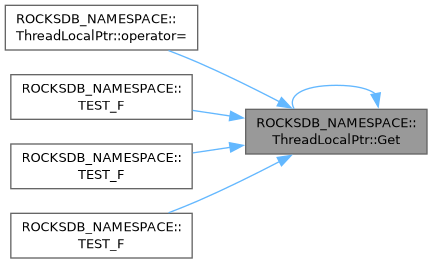 ROCKSDB_NAMESPACE::
ThreadLocalPtr::operator=
ROCKSDB_NAMESPACE::
TEST_F
ROCKSDB_NAMESPACE::
ThreadLocalPtr::Get
ROCKSDB_NAMESPACE::
TEST_F
ROCKSDB_NAMESPACE::
TEST_F